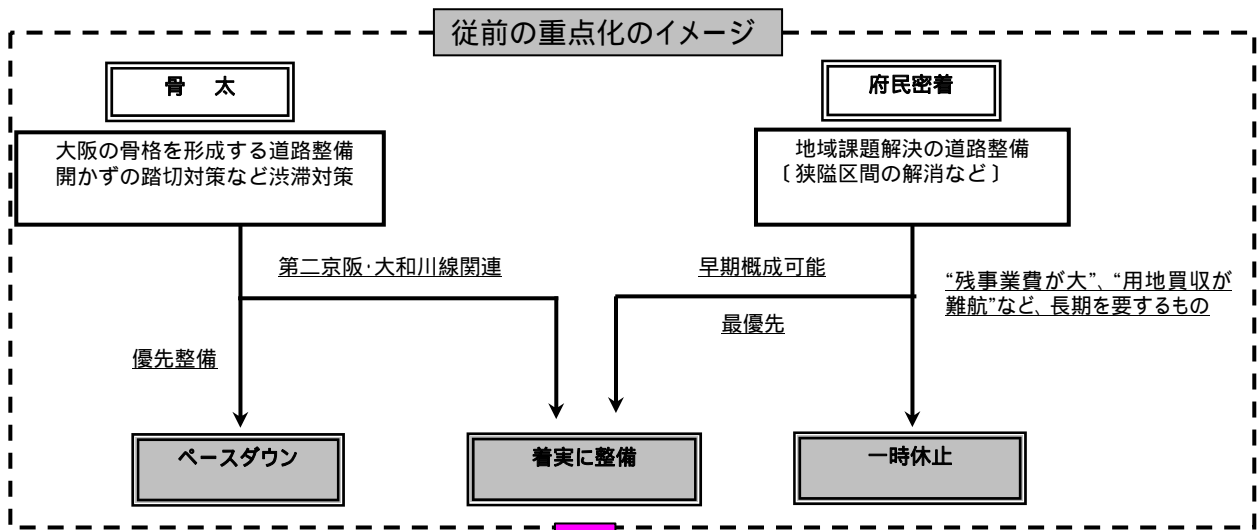 従前の重点化のイメージ
骨 太
府民密着
大阪の骨格を形成する道路整備
開かずの踏切対策など渋滞対策
地域課題解決の道路整備
〔狭隘区間の解消など〕
第二京阪･大和川線関連
早期概成可能
“残事業費が大”、“用地買収が
難航”など、長期を要するもの
最優先
優先整備
ペースダウン
着実に整備
一時休止